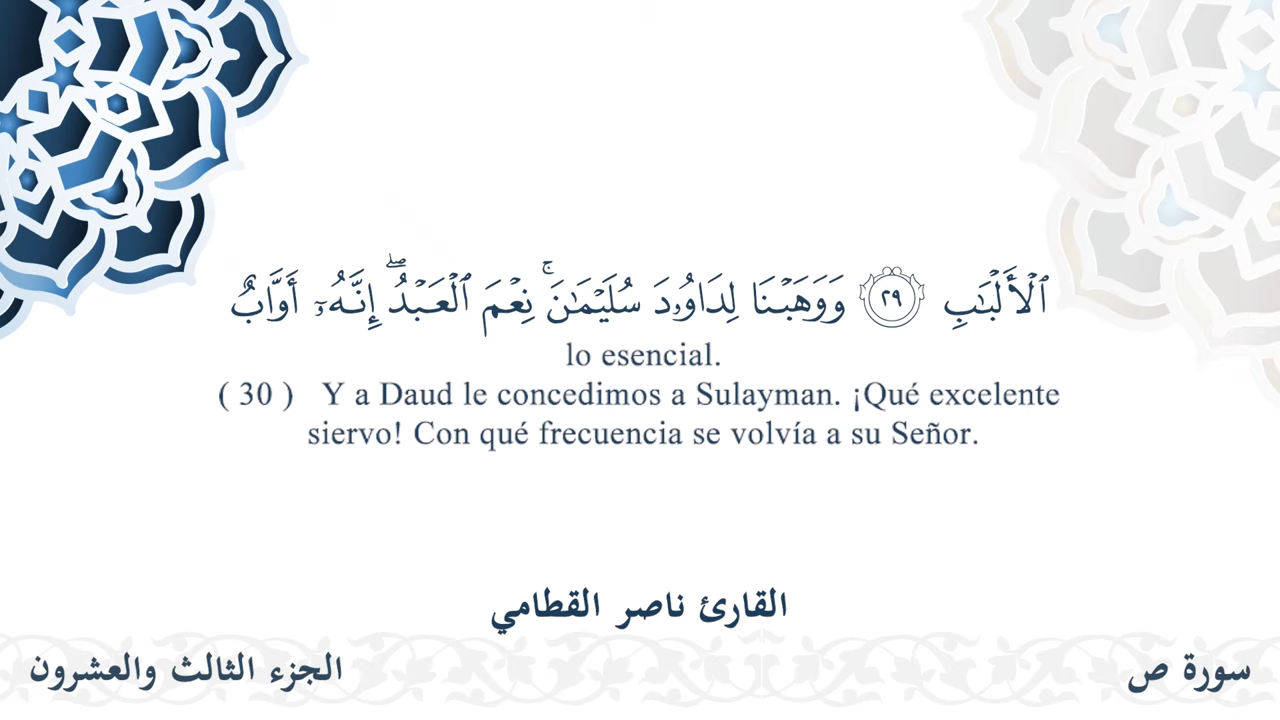 ٱلۡأَلۡبَٰبِ ٢٩ وَوَهَبۡنَا لِدَاوُۥدَ سُلَيۡمَٰنَۚ نِعۡمَ ٱلۡعَبۡدُۖ إِنَّهُۥٓ أَوَّابٌ
lo esencial.
( 30 ) Y a Daud le concedimos a Sulayman. ¡Qué excelente
siervo! Con qué frecuencia se volvía a su Señor.
القارئ ناصر القطامي
سورة ص
الجزء الثالث والعشرون